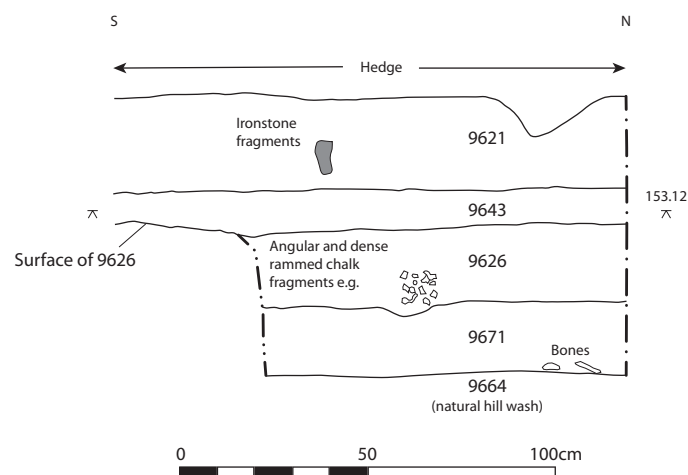 S
N
Hedge
Ironstone
fragments
9621
153.12
9643
Surface of 9626
Angular and dense
rammed chalk
fragments e.g.
9626
9671
Bones
9664
(natural hill wash)
0
50
100cm